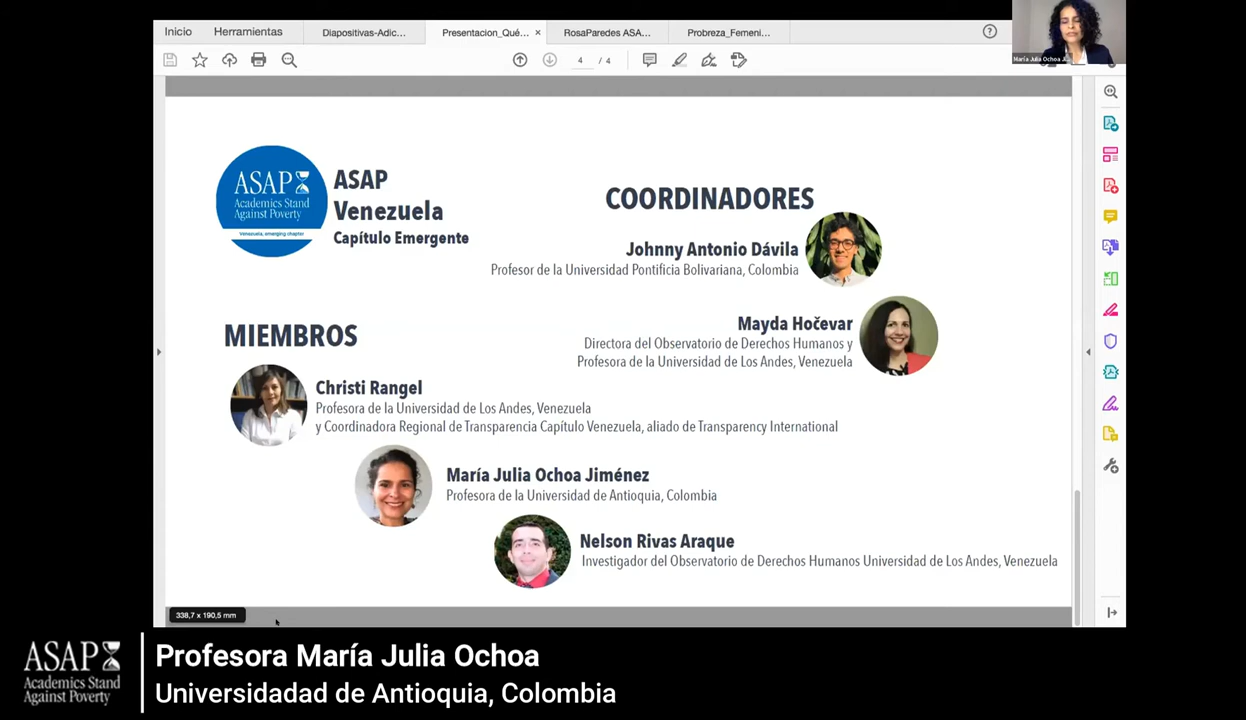 Inicio
Herramientas
Diapositivas-Adic...
Presentacion_Qué...
×
RosaParedes ASA...
Probreza_Femeni...
4 / 4
María Julia Ochoa
ASAP
Academics Stand
Against Poverty
Venezuela, emerging chapter
ASAP
Venezuela
Capítulo Emergente
COORDINADORES
Johnny Antonio Dávila
Profesor de la Universidad Pontificia Bolivariana, Colombia
Mayda Hočevar
Directora del Observatorio de Derechos Humanos y
Profesora de la Universidad de Los Andes, Venezuela
MIEMBROS
Christi Rangel
Profesora de la Universidad de Los Andes, Venezuela
y Coordinadora Regional de Transparencia Capítulo Venezuela, aliado de Transparency International
María Julia Ochoa Jiménez
Profesora de la Universidad de Antioquia, Colombia
Nelson Rivas Araque
Investigador del Observatorio de Derechos Humanos Universidad de Los Andes, Venezuela
338,7 x 190,5 mm
ASAP
Academics Stand
Against Poverty
Profesora María Julia Ochoa
Universidadad de Antioquia, Colombia